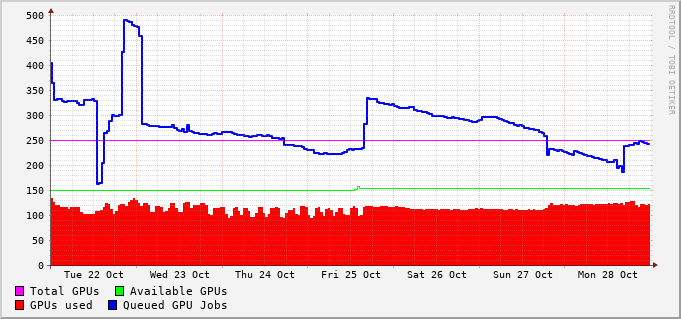 500
450
400
350
300
250
200
150
100
50
0
Tue 22 Oct Wed 23 Oct Thu 24 Oct Fri 25 Oct Sat 26 Oct Sun 27 Oct Mon 28 Oct
Total GPUs Available GPUs
GPUs used Queued GPU Jobs
RRDTOOL / TOBI OETIKER